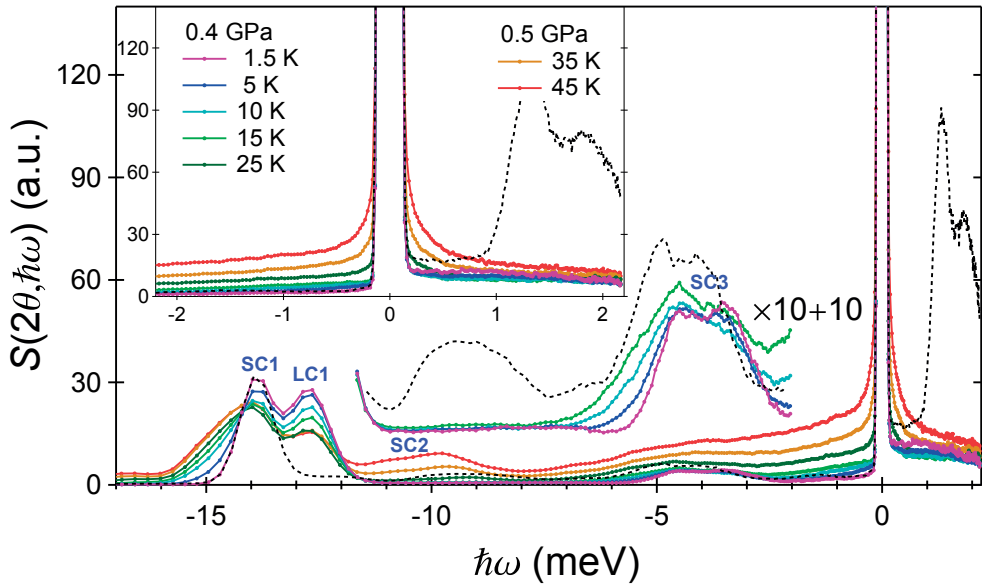 0.4 GPa
1.5 K
5 K
10 K
15 K
25 K
0.5 GPa
35 K
45 K
120
90
60
30
0
-2
-1
0
1
2
S(2θ,ħω) (a.u.)
120
90
60
30
0
SC1
LC1
SC2
SC3
×10+10
-15
-10
-5
0
ħω (meV)